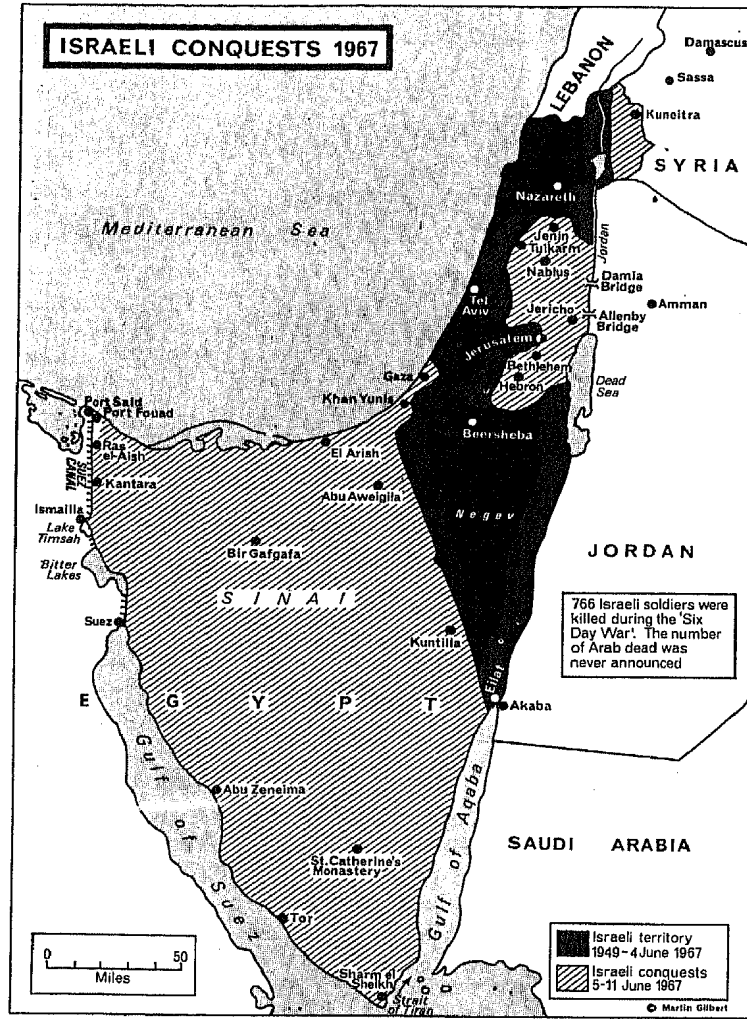 ISRAELI CONQUESTS 1967
Damascus
Sassa
LEBANON
Kuneitra
SYRIA
Nazareth
Mediterranean Sea
Jenin
Tulkarm
Nablus
Jordan
Damia
Bridge
Tel
Aviv
Jericho
Amman
Allenby
Bridge
Jerusalem
Bethlehem
Hebron
Dead
Sea
Gaza
Khan Yunis
Port Said
Port Fouad
Beersheba
Ras
el-Aish
El Arish
SUEZ
CANAL
Kantara
Abu Aweigila
Ismailia
Lake
Timsah
Negev
Bir Gafgafa
Bitter
Lakes
JORDAN
SINAI
766 Israeli soldiers were
killed during the 'Six
Day War'. The number
of Arab dead was
never announced
Suez
Kuntilla
Eilat
EGYPT
Akaba
Gulf of Suez
Gulf of Aqaba
Abu Zeneima
SAUDI ARABIA
St. Catherine's
Monastery
Tor
0 50
Miles
Sharm el
Sheikh
Strait
of Tiran
Israeli territory
1949-4 June 1967
Israeli conquests
5-11 June 1967
© Martin Gilbert